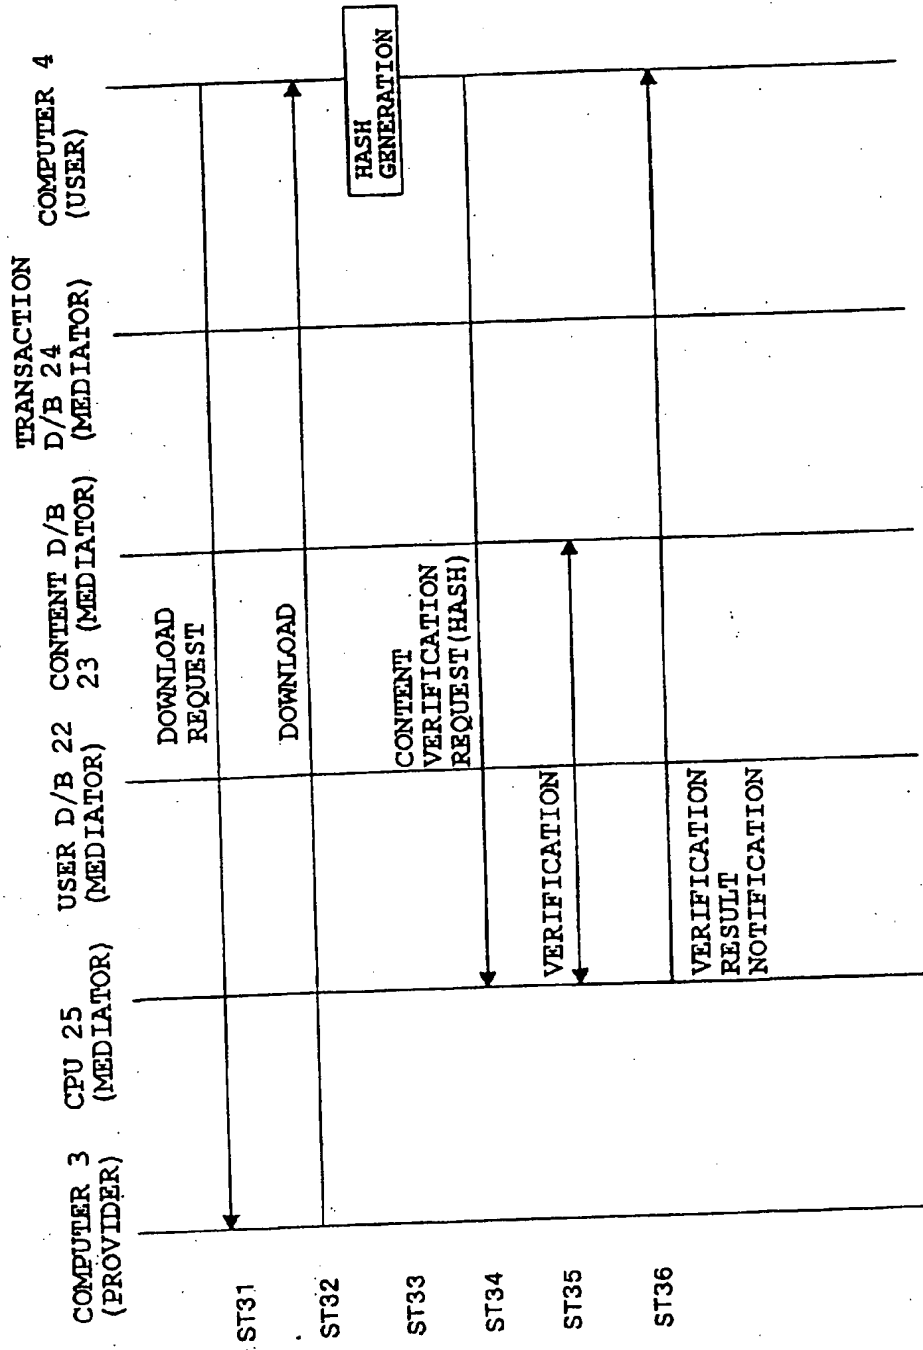 COMPUTER 3
(PROVIDER)
CPU 25
(MEDIATOR)
USER D/B 22
(MEDIATOR)
CONTENT D/B
23 (MEDIATOR)
TRANSACTION
D/B 24
(MEDIATOR)
COMPUTER 4
(USER)
ST31
DOWNLOAD
REQUEST
ST32
DOWNLOAD
ST33
HASH
GENERATION
ST34
CONTENT
VERIFICATION
REQUEST(HASH)
ST35
VERIFICATION
ST36
VERIFICATION
RESULT
NOTIFICATION